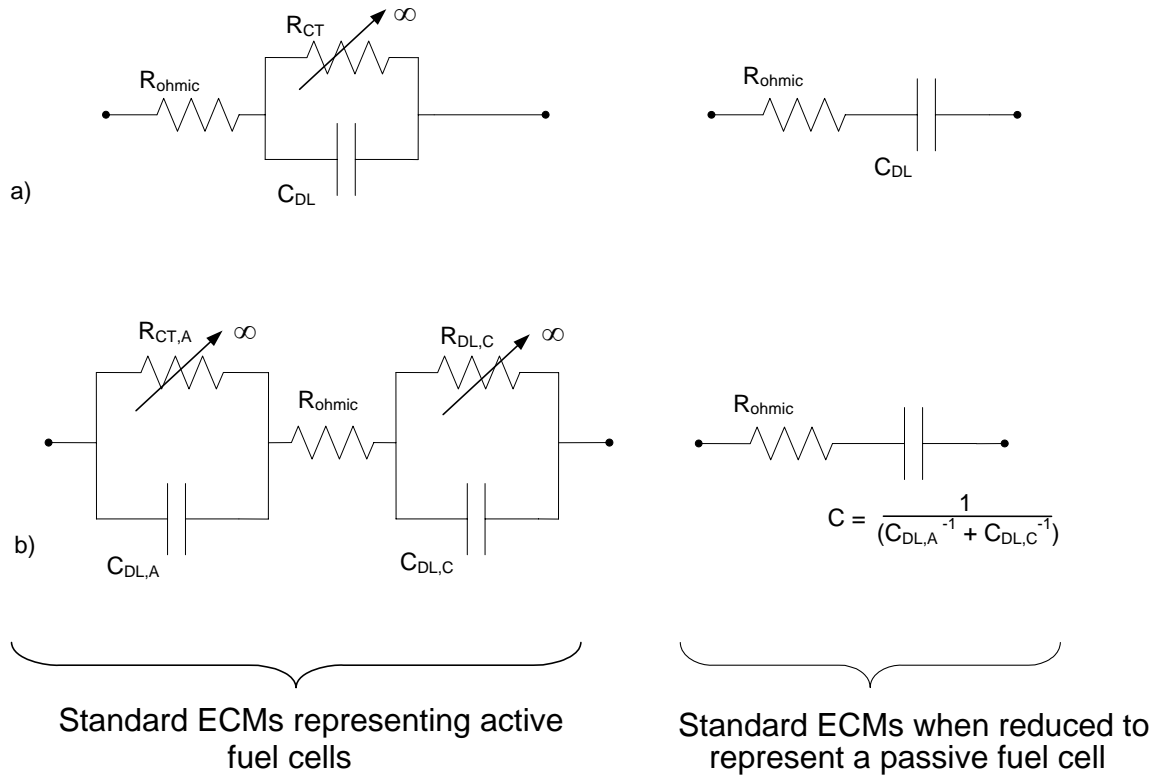 R_CT ∞
R_ohmic
C_DL
R_ohmic
C_DL
a)
R_CT,A ∞
R_ohmic
R_DL,C ∞
C_DL,A
C_DL,C
R_ohmic
C = 1 / (C_DL,A^-1 + C_DL,C^-1)
b)
Standard ECMs representing active
fuel cells
Standard ECMs when reduced to
represent a passive fuel cell